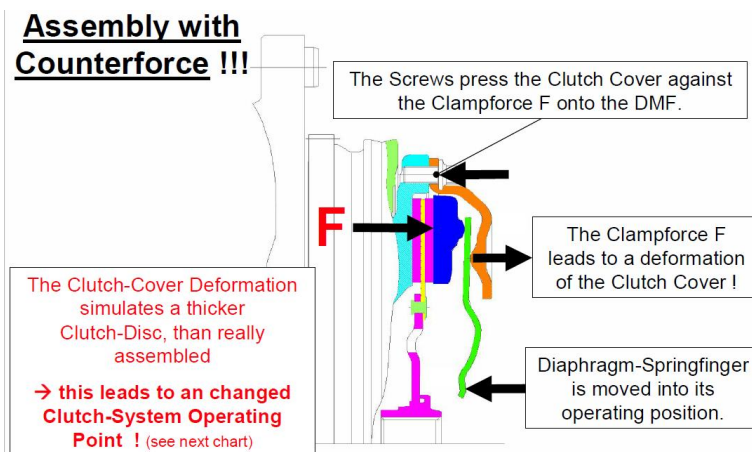 Assembly with
Counterforce !!!
The Screws press the Clutch Cover against
the Clampforce F onto the DMF.
F
The Clampforce F
leads to a deformation
of the Clutch Cover !
The Clutch-Cover Deformation
simulates a thicker
Clutch-Disc, than really
assembled
→ this leads to an changed
Clutch-System Operating
Point ! (see next chart)
Diaphragm-Springfinger
is moved into its
operating position.